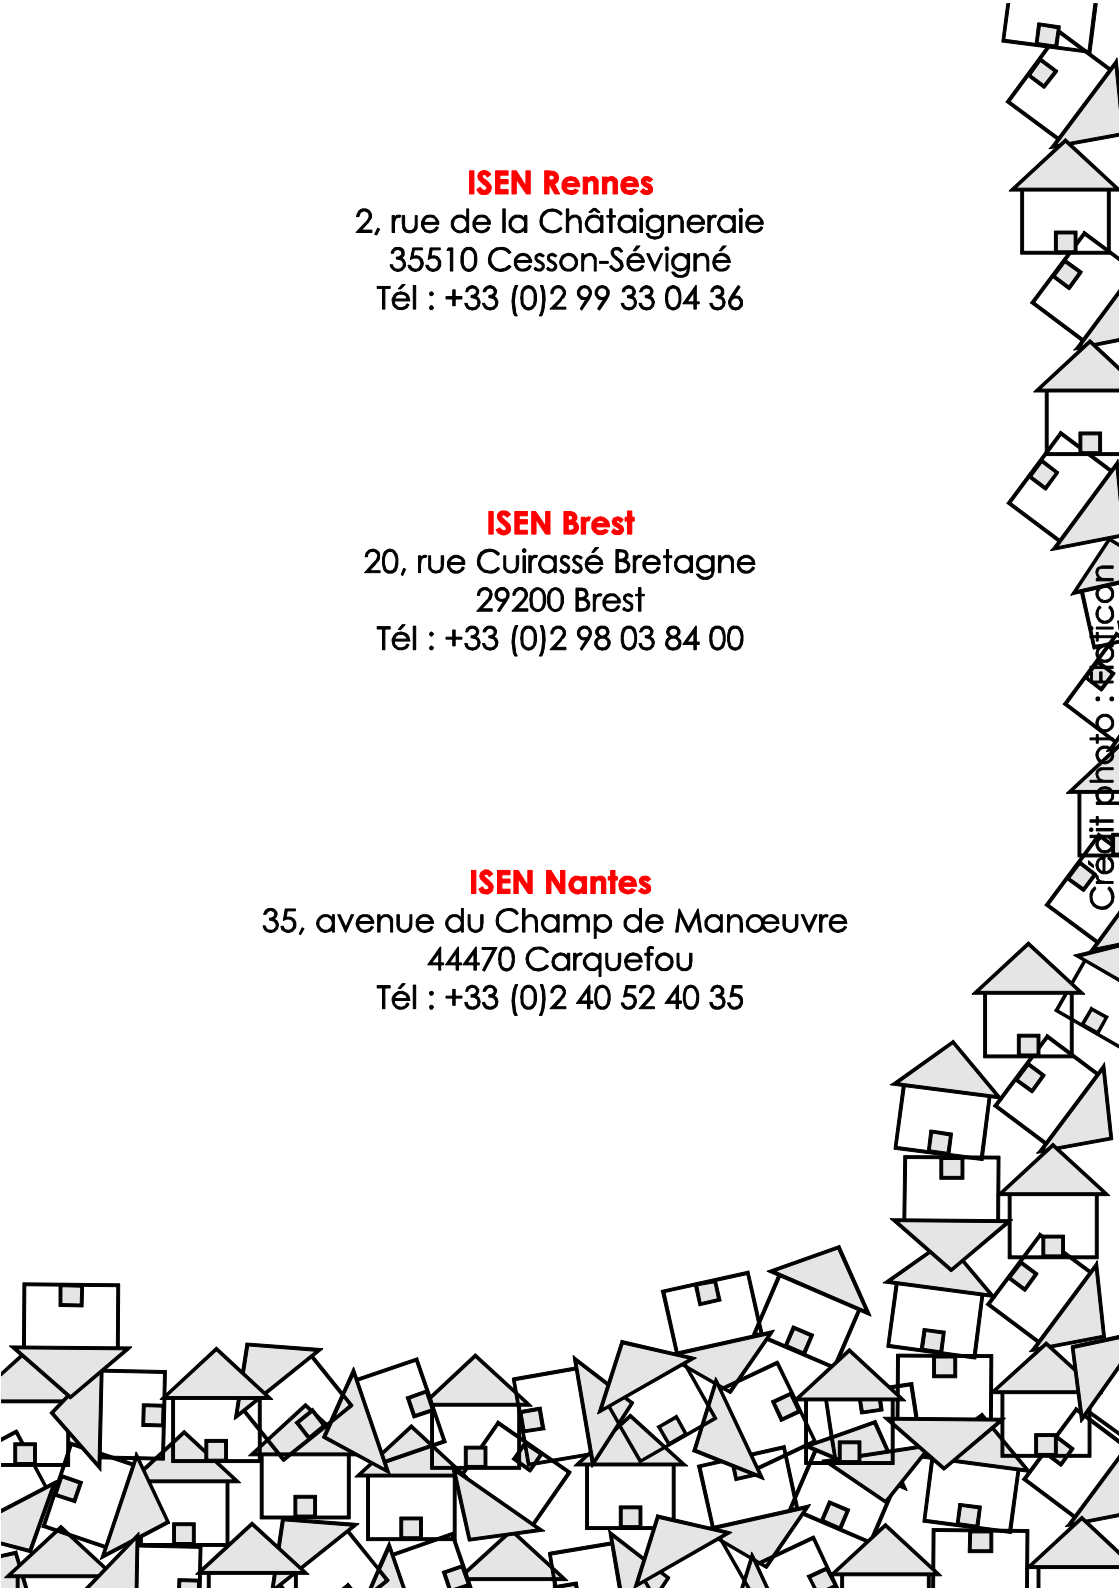 ISEN Rennes
2, rue de la Châtaigneraie
35510 Cesson-Sévigné
Tél : +33 (0)2 99 33 04 36
ISEN Brest
20, rue Cuirassé Bretagne
29200 Brest
Tél : +33 (0)2 98 03 84 00
ISEN Nantes
35, avenue du Champ de Manœuvre
44470 Carquefou
Tél : +33 (0)2 40 52 40 35
Crédit photo : Flaticon